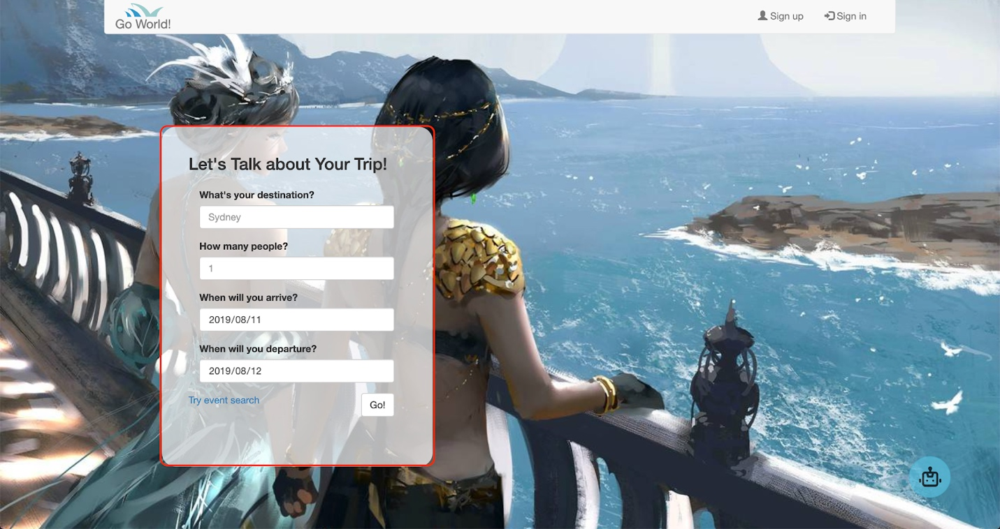 Go World!
Sign up
Sign in
Let's Talk about Your Trip!
What's your destination?
Sydney
How many people?
1
When will you arrive?
2019/08/11
When will you departure?
2019/08/12
Try event search
Go!